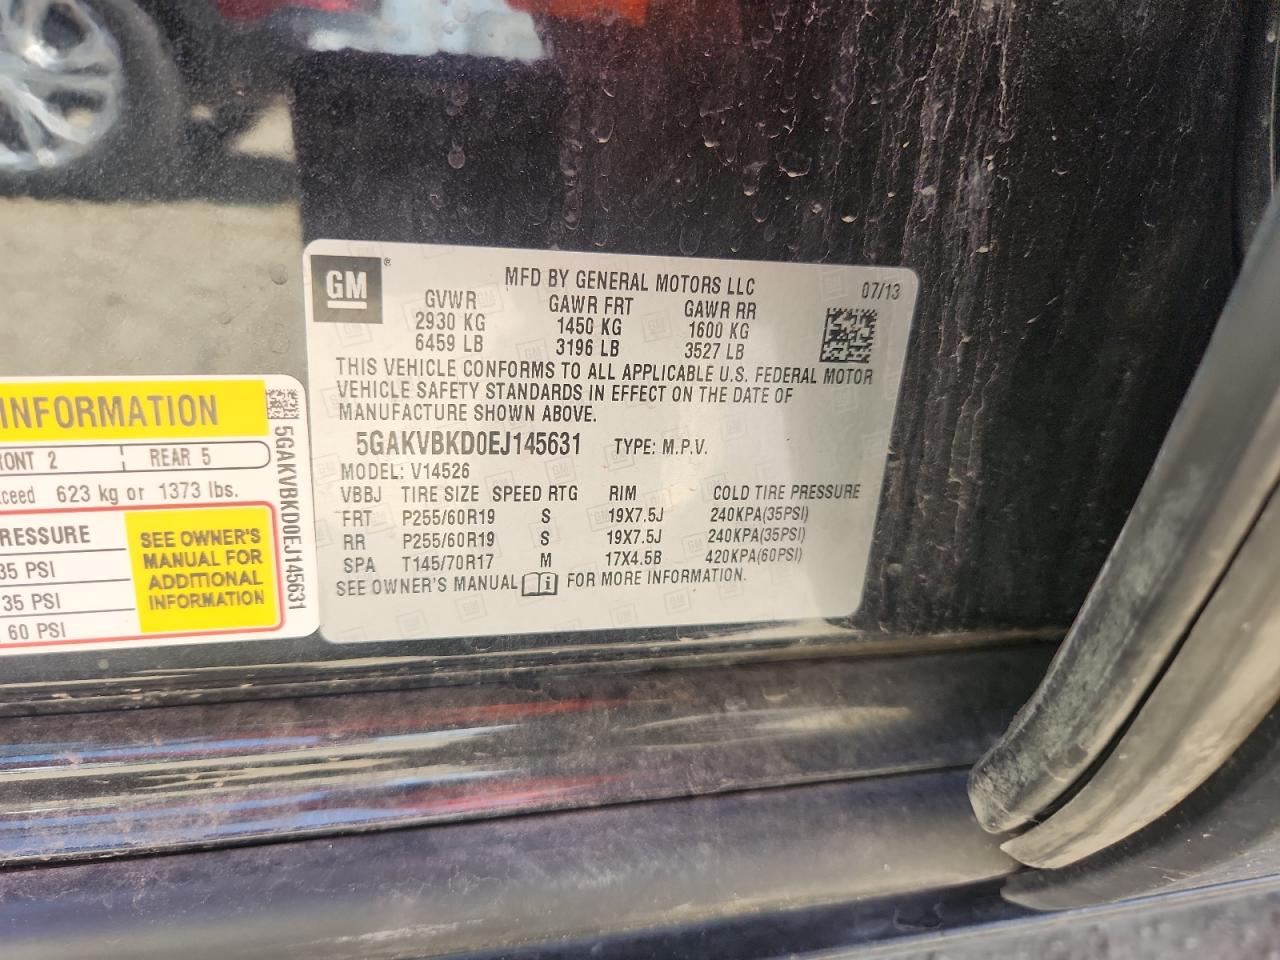 GM ®
MFD BY GENERAL MOTORS LLC
07/13
GVWR GAWR FRT GAWR RR
2930 KG 1450 KG 1600 KG
6459 LB 3196 LB 3527 LB
THIS VEHICLE CONFORMS TO ALL APPLICABLE U.S. FEDERAL MOTOR
VEHICLE SAFETY STANDARDS IN EFFECT ON THE DATE OF
MANUFACTURE SHOWN ABOVE.
5GAKVBKD0EJ145631 TYPE: M.P.V.
MODEL: V14526
VBBJ TIRE SIZE SPEED RTG RIM COLD TIRE PRESSURE
FRT P255/60R19 S 19X7.5J 240KPA(35PSI)
RR P255/60R19 S 19X7.5J 240KPA(35PSI)
SPA T145/70R17 M 17X4.5B 420KPA(60PSI)
SEE OWNER'S MANUAL i FOR MORE INFORMATION.
INFORMATION
RONT 2 REAR 5
xceed 623 kg or 1373 lbs.
RESSURE
35 PSI
35 PSI
60 PSI
SEE OWNER'S
MANUAL FOR
ADDITIONAL
INFORMATION
5GAKVBKD0EJ145631